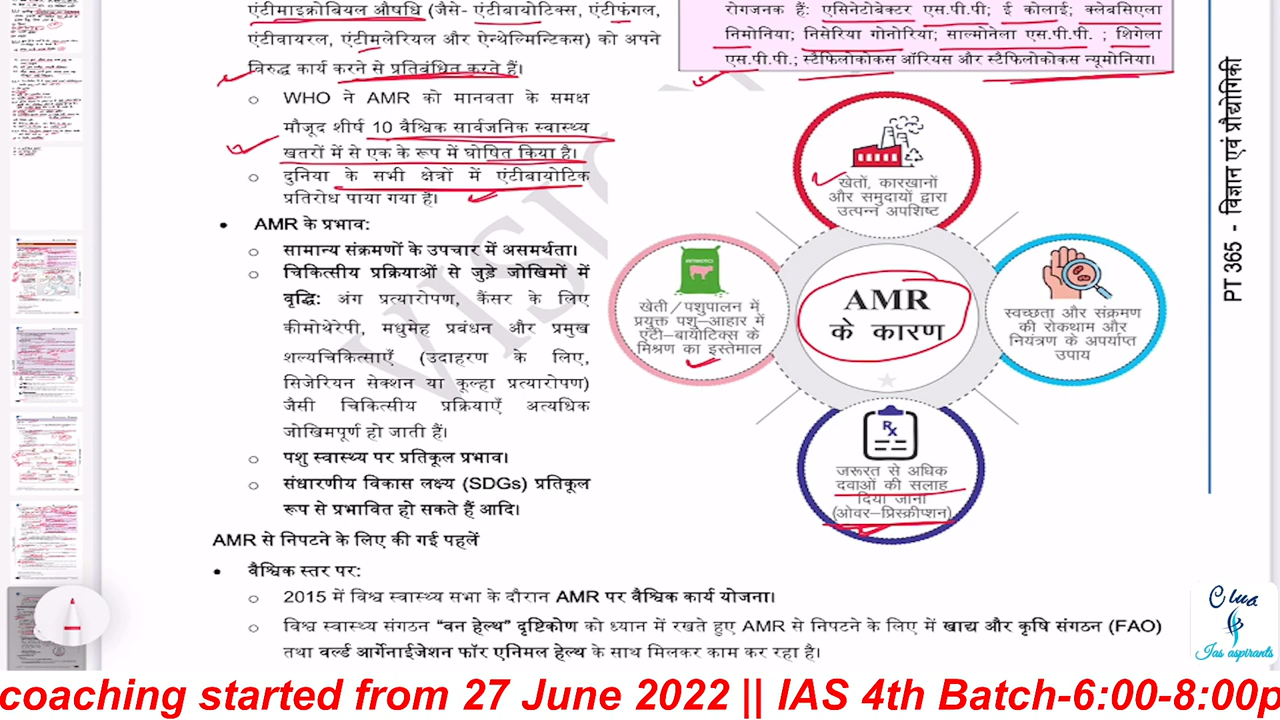 एंटीमाइक्रोबियल औषधि (जैसे- एंटीबायोटिक्स, एंटीफंगल,
एंटीवायरल, एंटीमलेरियल और ऐन्थेल्मिन्टिकस) को अपने
विरुद्ध कार्य करने से प्रतिबंधित करते हैं।
WHO ने AMR को मानवता के समक्ष
मौजूद शीर्ष 10 वैश्विक सार्वजनिक स्वास्थ्य
खतरों में से एक के रूप में घोषित किया है।
दुनिया के सभी क्षेत्रों में एंटीबायोटिक
प्रतिरोध पाया गया है।
AMR के प्रभाव:
सामान्य संक्रमणों के उपचार में असमर्थता।
चिकित्सीय प्रक्रियाओं से जुड़े जोखिमों में
वृद्धि: अंग प्रत्यारोपण, कैंसर के लिए
कीमोथेरेपी, मधुमेह प्रबंधन और प्रमुख
शल्यचिकित्साएँ (उदाहरण के लिए,
सिजेरियन सेक्शन या कूल्हा प्रत्यारोपण)
जैसी चिकित्सीय प्रक्रियाऐं अत्यधिक
जोखिमपूर्ण हो जाती हैं।
पशु स्वास्थ्य पर प्रतिकूल प्रभाव।
संधारणीय विकास लक्ष्य (SDGs) प्रतिकूल
रूप से प्रभावित हो सकते हैं आदि।
रोगजनक हैं: एसिनेटोबेक्टर एस.पी.पी; ई कोलाई; क्लेबसिएला
निमोनिया; निसेरिया गोनोरिया; साल्मोनेला एस.पी.पी. ; शिगेला
एस.पी.पी.; स्टैफिलोकोकस ऑरियस और स्टैफिलोकोकस न्यूमोनिया।
खेतों, कारखानों
और समुदायों द्वारा
उत्पन्न अपशिष्ट
ANTIBIOTICS
खेती/पशुपालन में
प्रयुक्त पशु-आहार में
एंटी-बायोटिक्स के
मिश्रण का इस्तेमाल
AMR
के कारण
स्वच्छता और संक्रमण
की रोकथाम और
नियंत्रण के अपर्याप्त
उपाय
Rx
जरूरत से अधिक
दवाओं की सलाह
दिया जाना
(ओवर-प्रिस्क्रीप्शन)
AMR से निपटने के लिए की गई पहलें
वैश्विक स्तर पर:
2015 में विश्व स्वास्थ्य सभा के दौरान AMR पर वैश्विक कार्य योजना।
विश्व स्वास्थ्य संगठन "वन हेल्थ" दृष्टिकोण को ध्यान में रखते हुए AMR से निपटने के लिए में खाद्य और कृषि संगठन (FAO)
तथा वर्ल्ड आर्गेनाईजेशन फॉर एनिमल हेल्थ के साथ मिलकर काम कर रहा है।
PT 365 - विज्ञान एवं प्रौद्योगिकी
Ias aspirants
coaching started from 27 June 2022 || IAS 4th Batch-6:00-8:00p